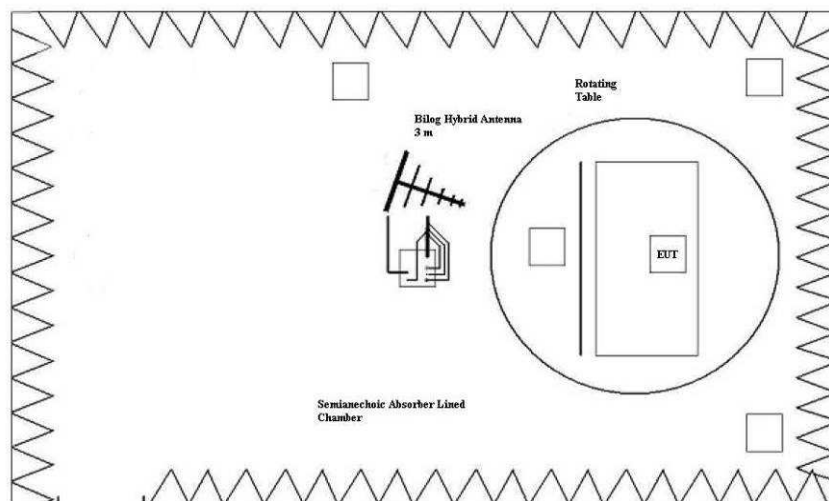 Rotating
Table
Bilog Hybrid Antenna
3 m
EUT
Semianechoic Absorber Lined
Chamber